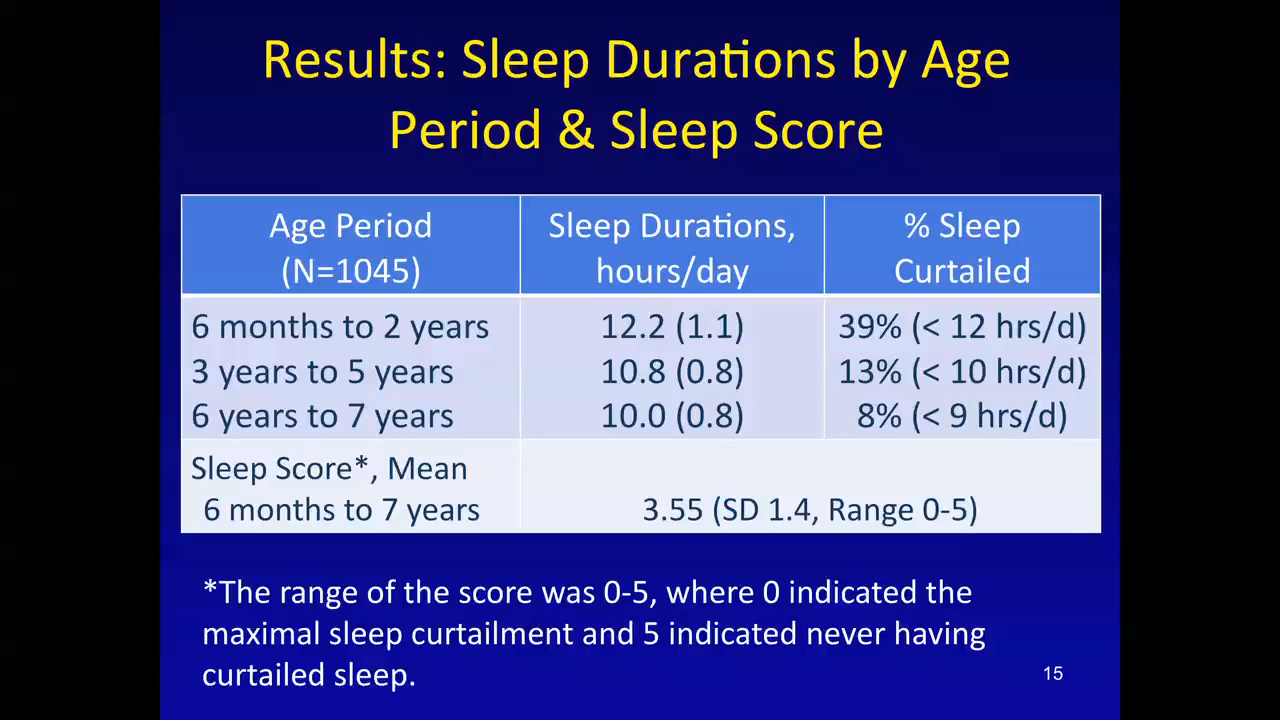 Results: Sleep Durations by Age
Period & Sleep Score
Age Period
(N=1045)
Sleep Durations,
hours/day
% Sleep
Curtailed
6 months to 2 years 12.2 (1.1) 39% (< 12 hrs/d)
3 years to 5 years 10.8 (0.8) 13% (< 10 hrs/d)
6 years to 7 years 10.0 (0.8) 8% (< 9 hrs/d)
Sleep Score*, Mean
6 months to 7 years 3.55 (SD 1.4, Range 0-5)
*The range of the score was 0-5, where 0 indicated the
maximal sleep curtailment and 5 indicated never having
curtailed sleep.
15